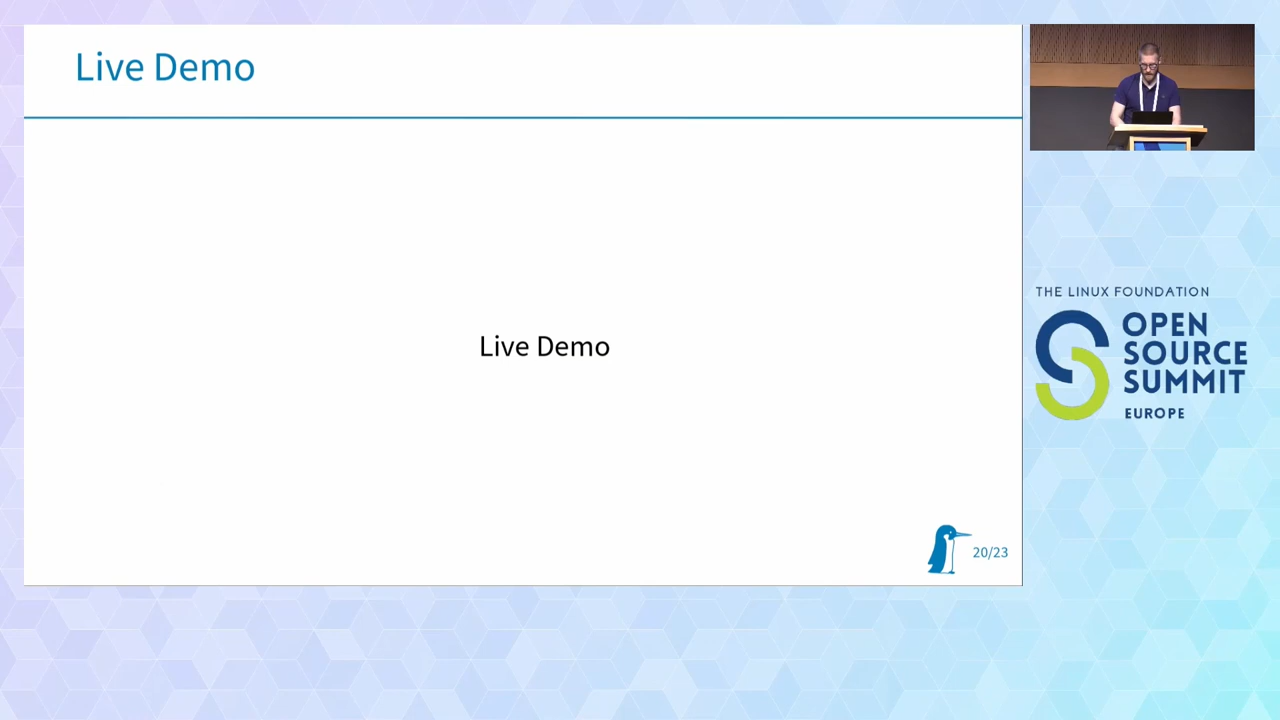 Live Demo
Live Demo
20/23
THE LINUX FOUNDATION
OPEN
SOURCE
SUMMIT
EUROPE